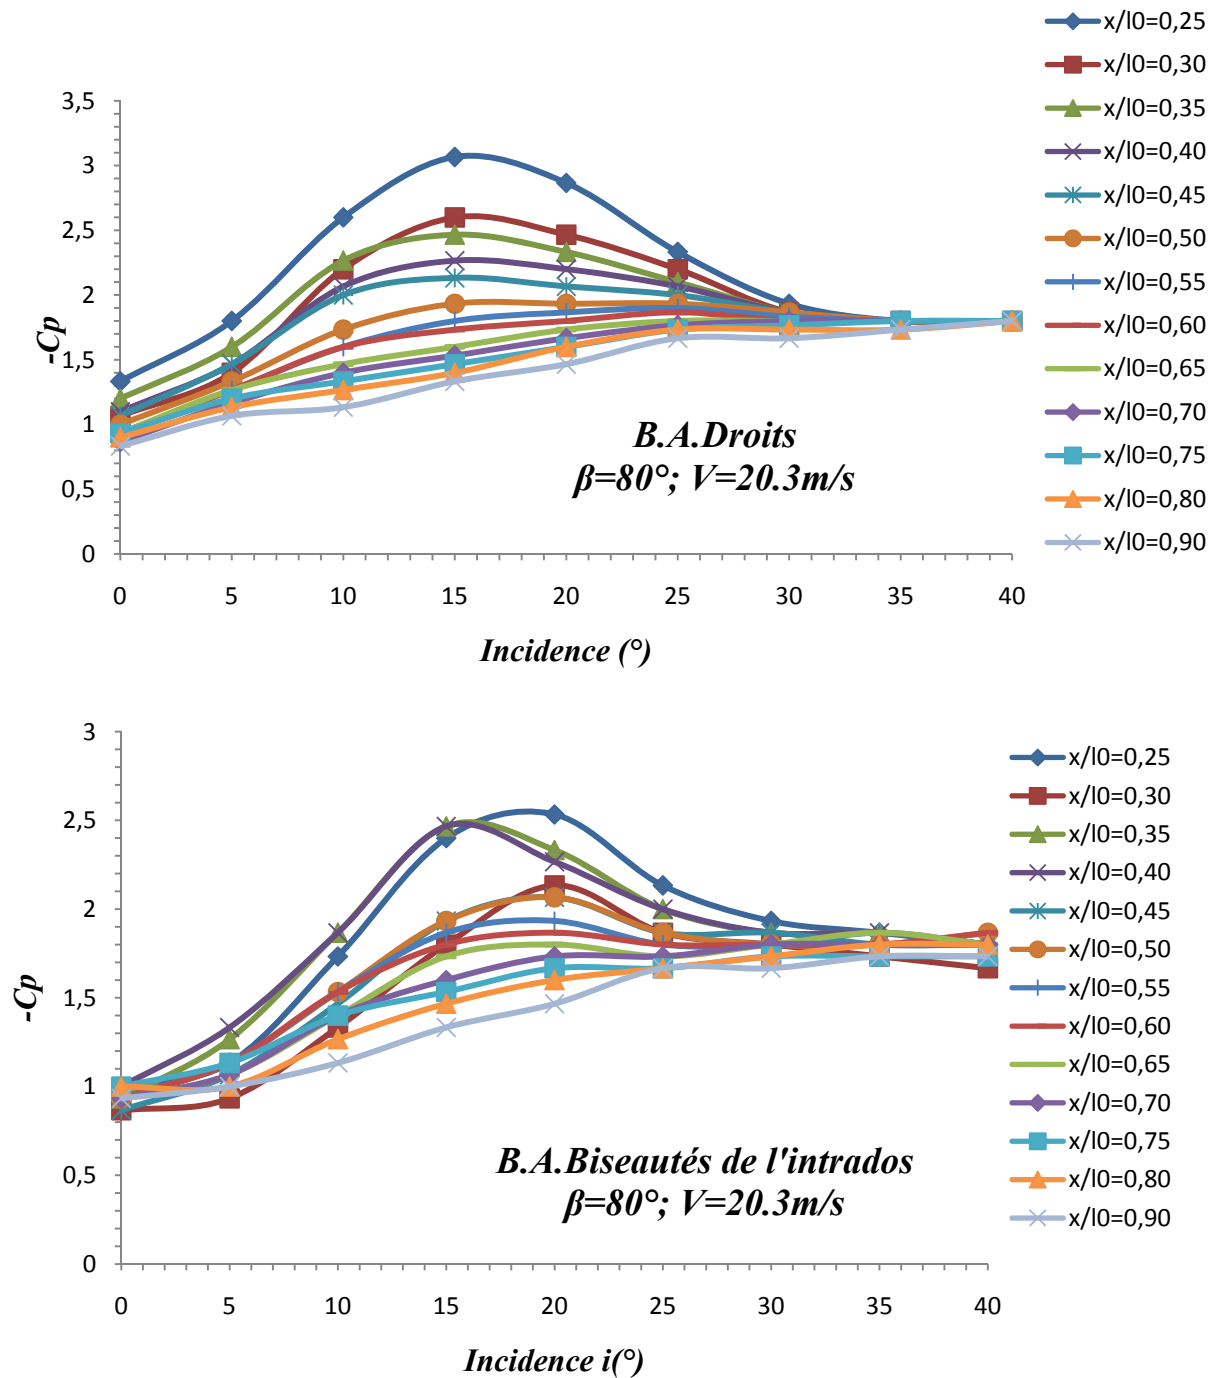 x/l0=0,25
x/l0=0,30
x/l0=0,35
x/l0=0,40
x/l0=0,45
x/l0=0,50
x/l0=0,55
x/l0=0,60
x/l0=0,65
x/l0=0,70
x/l0=0,75
x/l0=0,80
x/l0=0,90
3,5
3
2,5
2
1,5
1
0,5
0
-Cp
B.A.Droits
β=80°; V=20.3m/s
0 5 10 15 20 25 30 35 40
Incidence (°)
3
2,5
2
1,5
1
0,5
0
-Cp
x/l0=0,25
x/l0=0,30
x/l0=0,35
x/l0=0,40
x/l0=0,45
x/l0=0,50
x/l0=0,55
x/l0=0,60
x/l0=0,65
x/l0=0,70
x/l0=0,75
x/l0=0,80
x/l0=0,90
B.A.Biseautés de l'intrados
β=80°; V=20.3m/s
0 5 10 15 20 25 30 35 40
Incidence i(°)